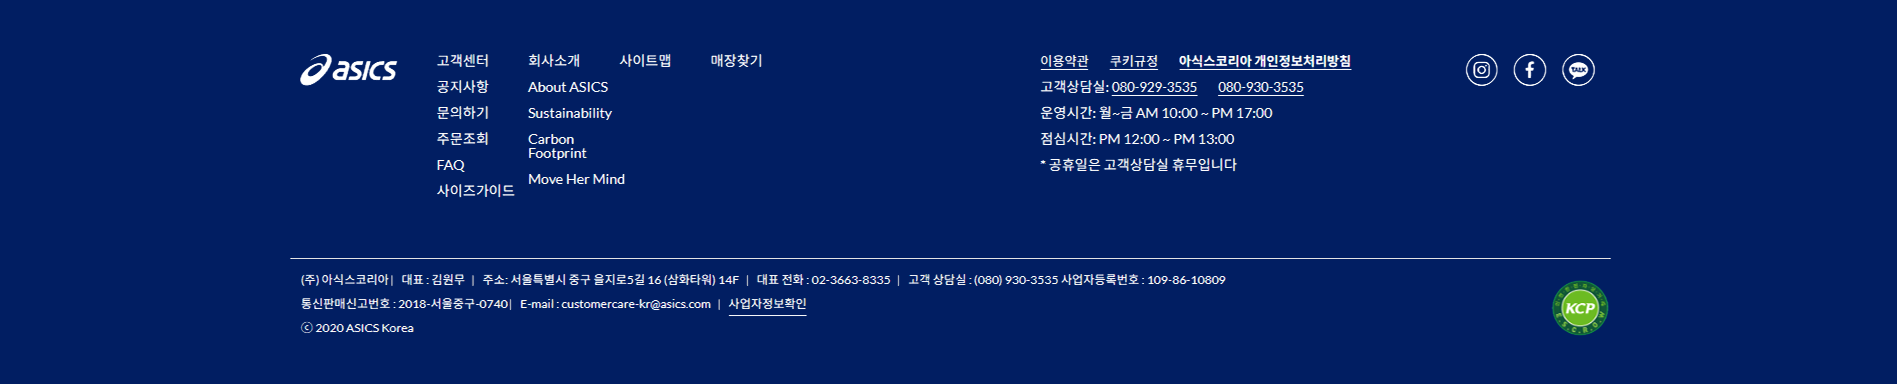 asics
고객센터
공지사항
문의하기
주문조회
FAQ
사이즈가이드
회사소개
About ASICS
Sustainability
Carbon
Footprint
Move Her Mind
사이트맵
매장찾기
이용약관 쿠키규정 아식스코리아 개인정보처리방침
고객상담실: 080-929-3535 080-930-3535
운영시간: 월~금 AM 10:00 ~ PM 17:00
점심시간: PM 12:00 ~ PM 13:00
* 공휴일은 고객상담실 휴무입니다
TALK
(주) 아식스코리아 | 대표 : 김원무 | 주소: 서울특별시 중구 을지로5길 16 (삼화타워) 14F | 대표 전화 : 02-3663-8335 | 고객 상담실 : (080) 930-3535 사업자등록번호 : 109-86-10809
통신판매신고번호 : 2018-서울중구-0740 | E-mail : customercare-kr@asics.com | 사업자정보확인
ⓒ 2020 ASICS Korea
KCP
ESCROW